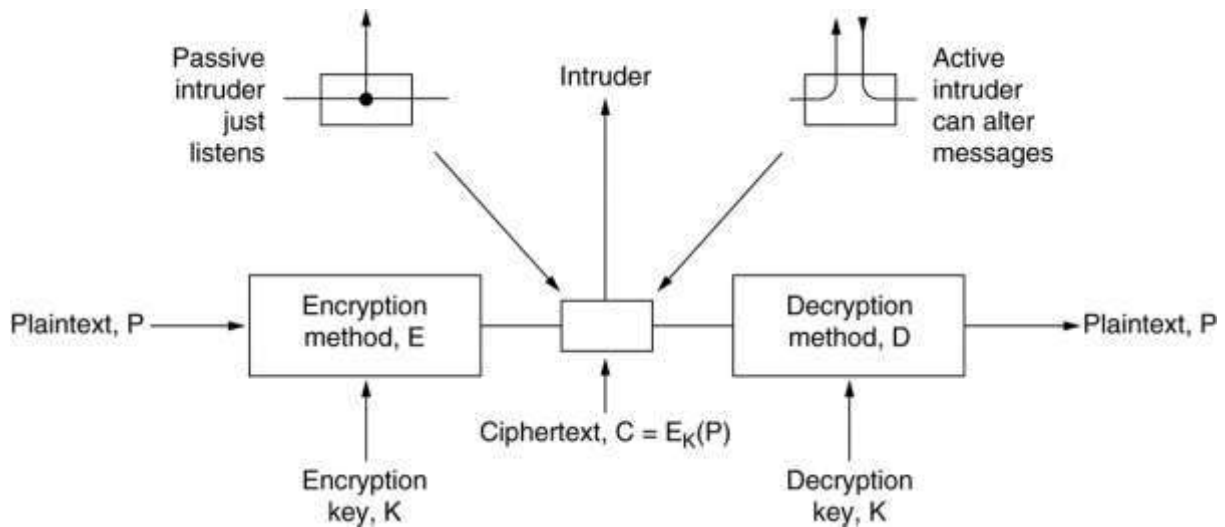 Passive
intruder
just
listens
Intruder
Active
intruder
can alter
messages
Plaintext, P
Encryption
method, E
Decryption
method, D
Plaintext, P
Ciphertext, C = E_K(P)
Encryption
key, K
Decryption
key, K